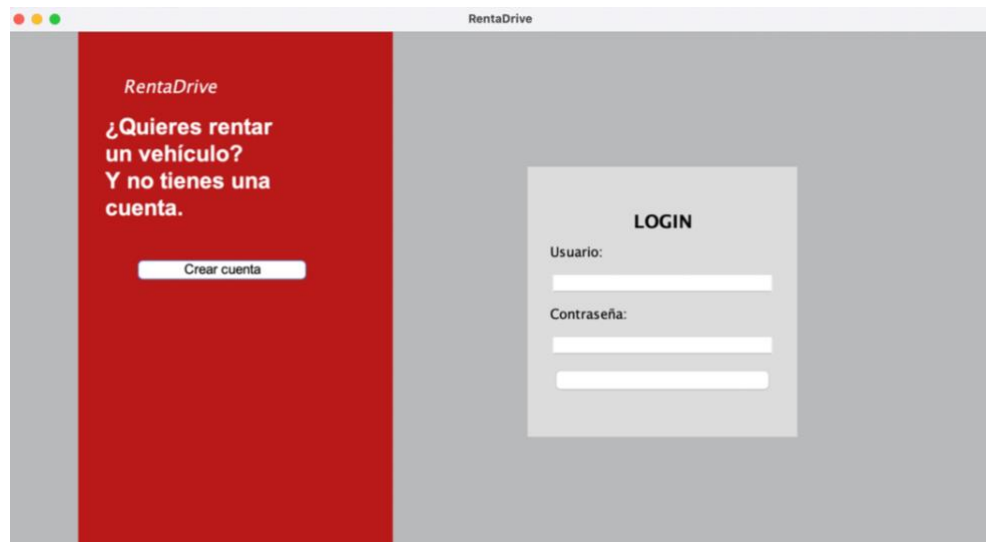 RentaDrive
RentaDrive
¿Quieres rentar
un vehículo?
Y no tienes una
cuenta.
Crear cuenta
LOGIN
Usuario:
Contraseña: